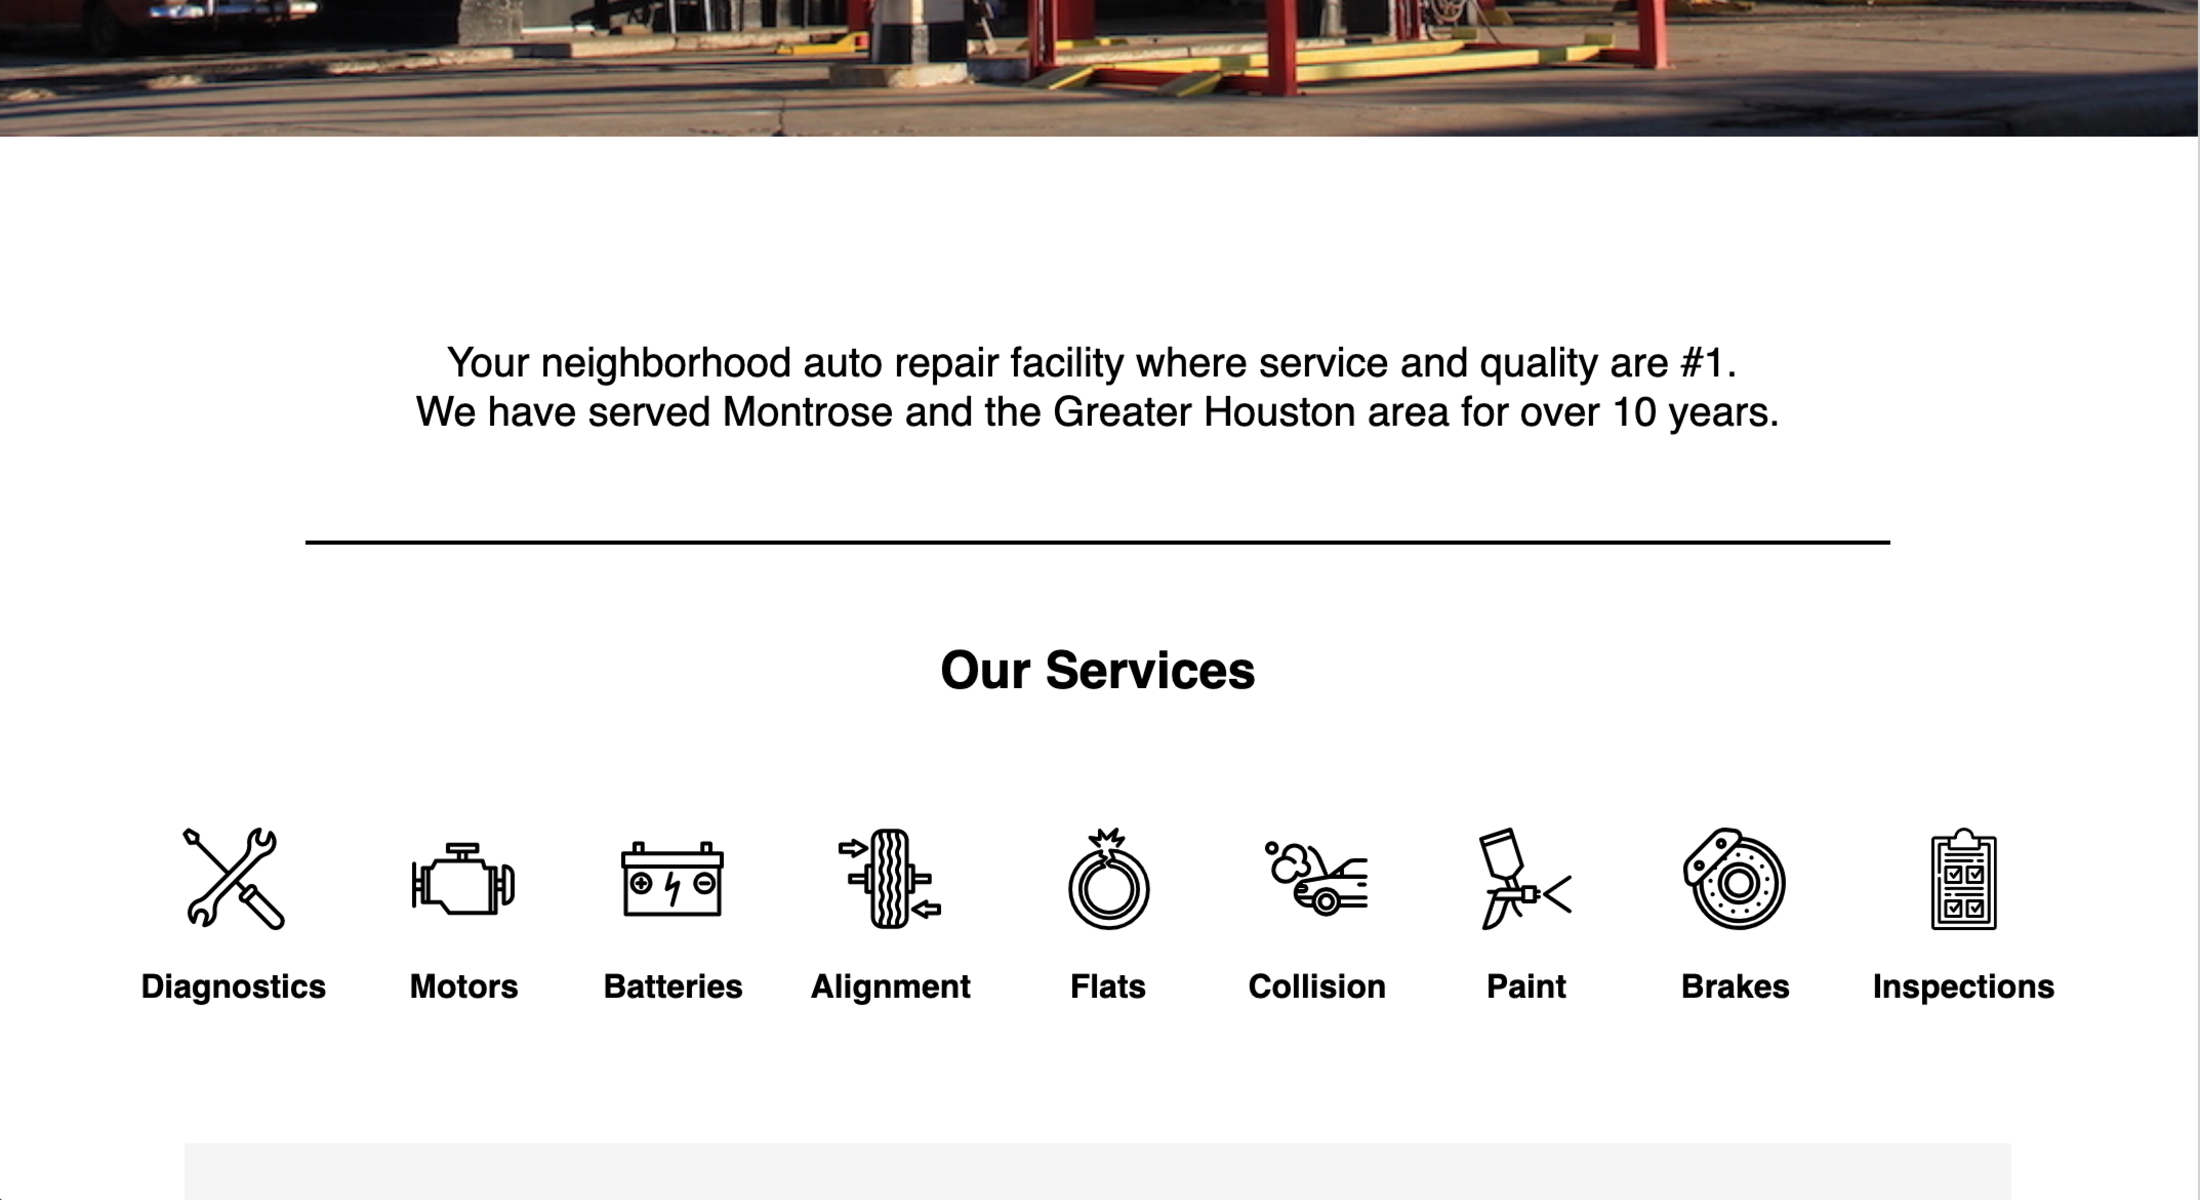 Your neighborhood auto repair facility where service and quality are #1.
We have served Montrose and the Greater Houston area for over 10 years.
Our Services
Diagnostics
Motors
Batteries
Alignment
Flats
Collision
Paint
Brakes
Inspections